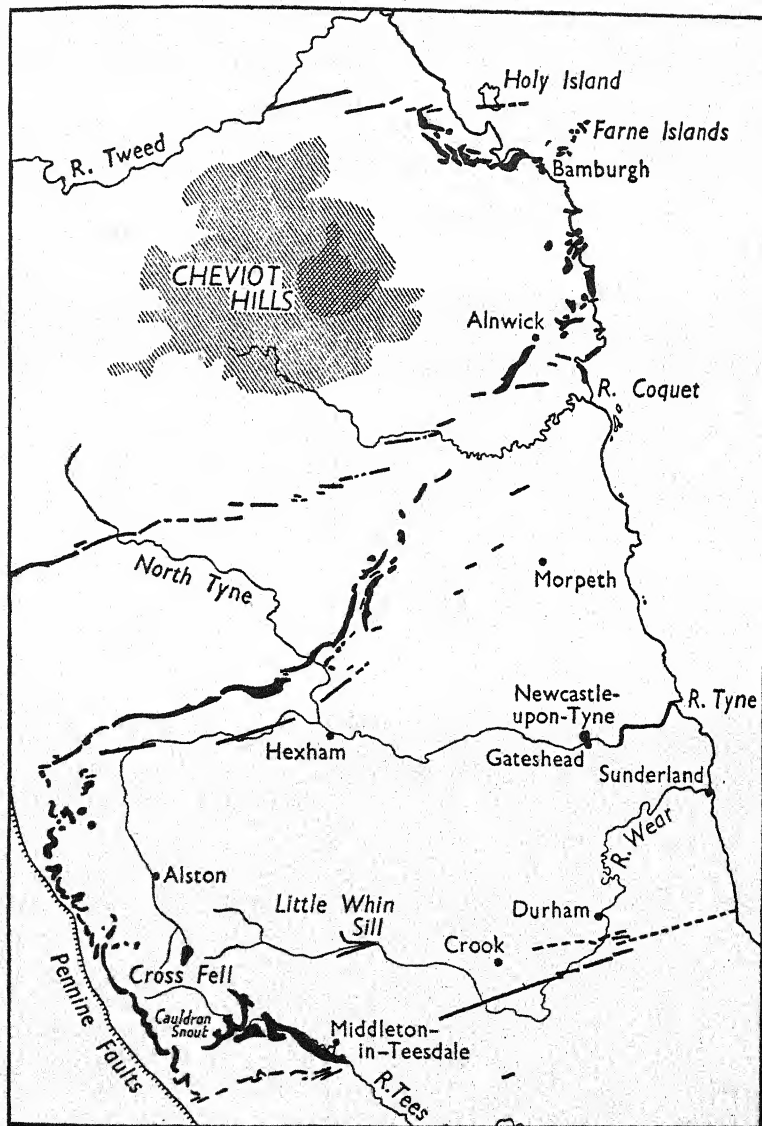 Holy Island
Farne Islands
R. Tweed
Bamburgh
CHEVIOT
HILLS
Alnwick
R. Coquet
North Tyne
Morpeth
Newcastle-
upon-Tyne
R. Tyne
Hexham
Gateshead
Sunderland
R. Wear
Alston
Little Whin
Sill
Durham
Crook
Cross Fell
Pennine Faults
Cauldron
Snout
Middleton-
in-Teesdale
R. Tees